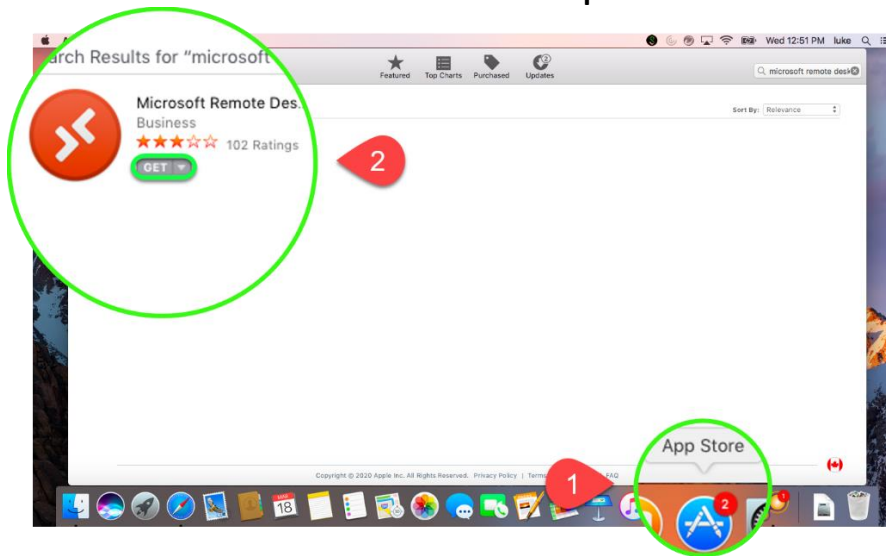 Wed 12:51 PM luke
arch Results for "microsoft
Featured Top Charts Purchased Updates
microsoft remote desk
Sort By: Relevance
Microsoft Remote Des...
Business
102 Ratings
GET
2
App Store
Copyright © 2020 Apple Inc. All Rights Reserved. Privacy Policy | Terms
FAQ
1
2
18